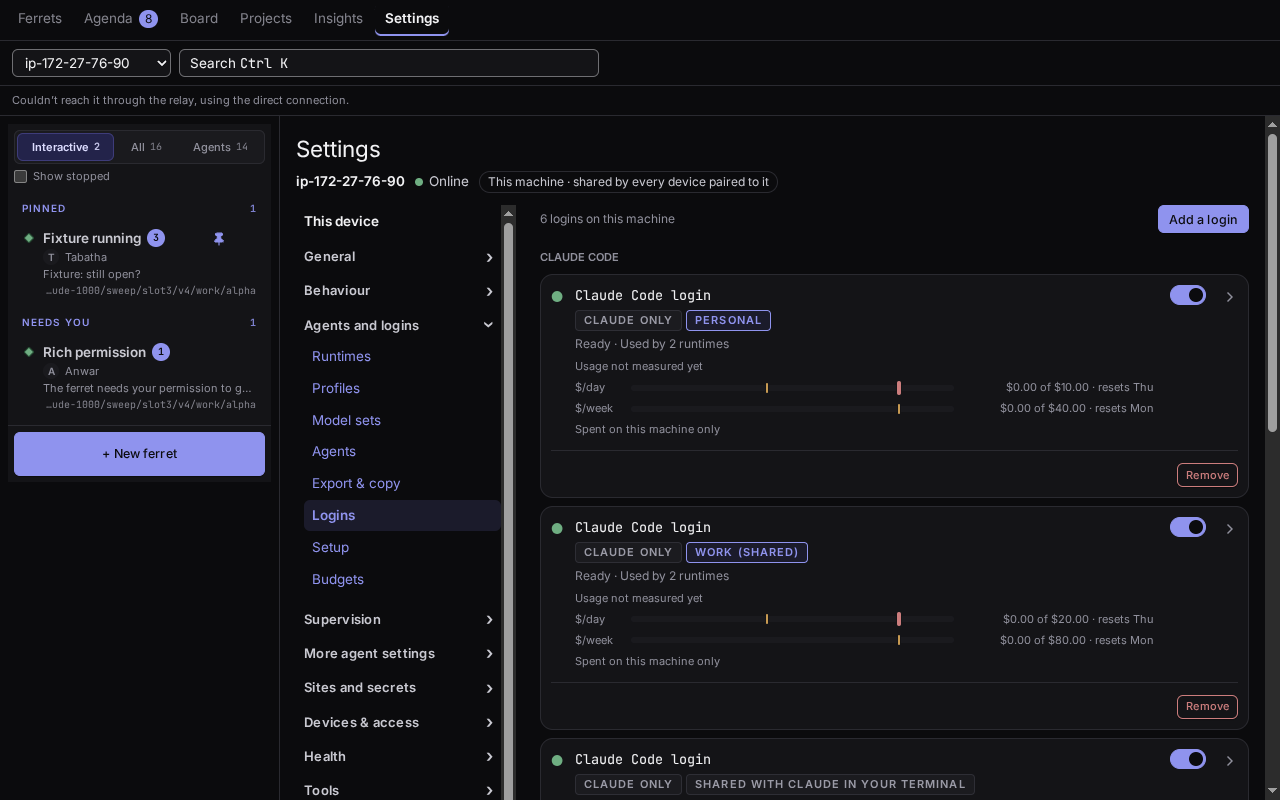 Ferrets Agenda 8 Board Projects Insights Settings
ip-172-27-76-90
Search Ctrl K
Couldn't reach it through the relay, using the direct connection.
Interactive 2 All 16 Agents 14
Show stopped
PINNED 1
Fixture running 3
T Tabatha
Fixture: still open?
…ude-1000/sweep/slot3/v4/work/alpha
NEEDS YOU 1
Rich permission 1
A Anwar
The ferret needs your permission to g…
…ude-1000/sweep/slot3/v4/work/alpha
+ New ferret
Settings
ip-172-27-76-90 Online This machine · shared by every device paired to it
This device
General
Behaviour
Agents and logins
Runtimes
Profiles
Model sets
Agents
Export & copy
Logins
Setup
Budgets
Supervision
More agent settings
Sites and secrets
Devices & access
Health
Tools
6 logins on this machine
Add a login
CLAUDE CODE
Claude Code login
CLAUDE ONLY PERSONAL
Ready · Used by 2 runtimes
Usage not measured yet
$/day $0.00 of $10.00 · resets Thu
$/week $0.00 of $40.00 · resets Mon
Spent on this machine only
Remove
Claude Code login
CLAUDE ONLY WORK (SHARED)
Ready · Used by 2 runtimes
Usage not measured yet
$/day $0.00 of $20.00 · resets Thu
$/week $0.00 of $80.00 · resets Mon
Spent on this machine only
Remove
Claude Code login
CLAUDE ONLY SHARED WITH CLAUDE IN YOUR TERMINAL